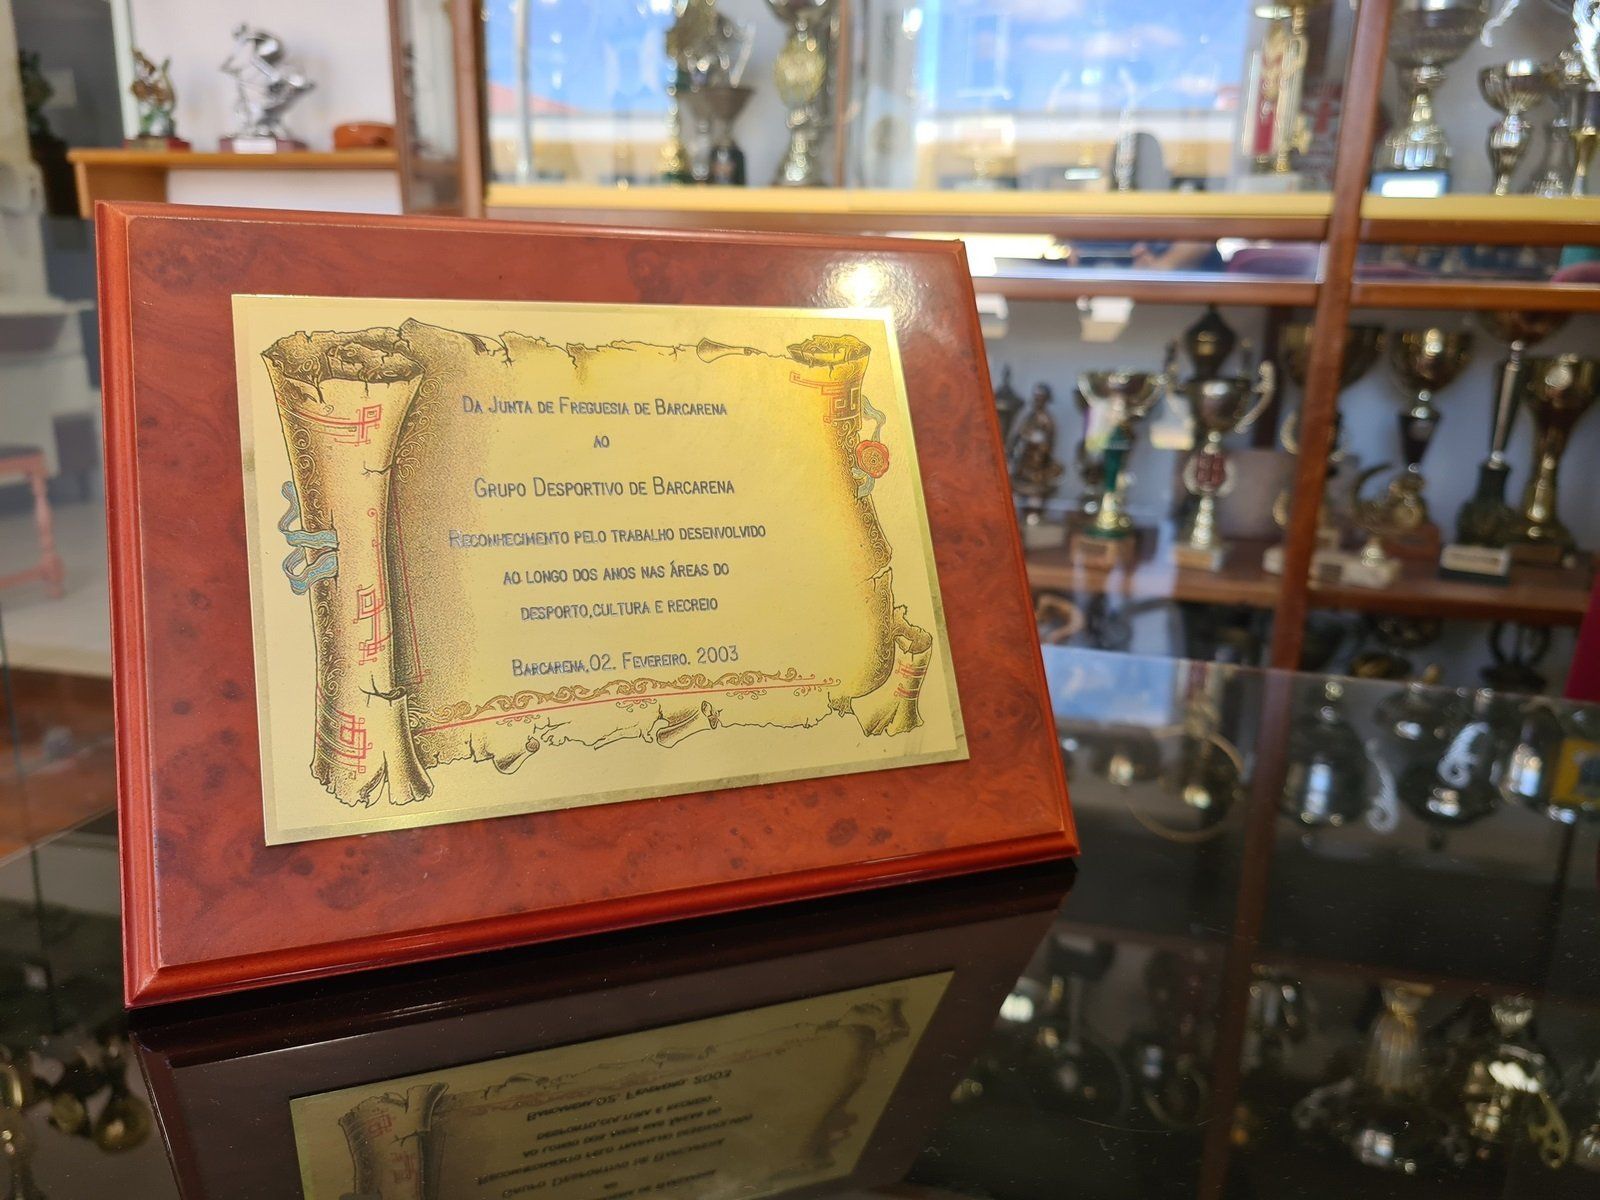 Da Junta de Freguesia de Barcarena
ao
Grupo Desportivo de Barcarena
Reconhecimento pelo trabalho desenvolvido
ao longo dos anos nas áreas do
desporto,cultura e recreio
Barcarena,02. Fevereiro. 2003